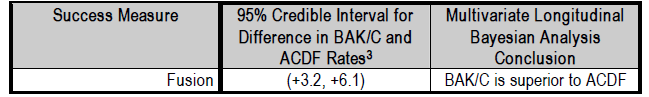 Success Measure
95% Credible Interval for
Difference in BAK/C and
ACDF Rates3
Multivariate Longitudinal
Bayesian Analysis
Conclusion
Fusion
(+3.2, +6.1)
BAK/C is superior to ACDF